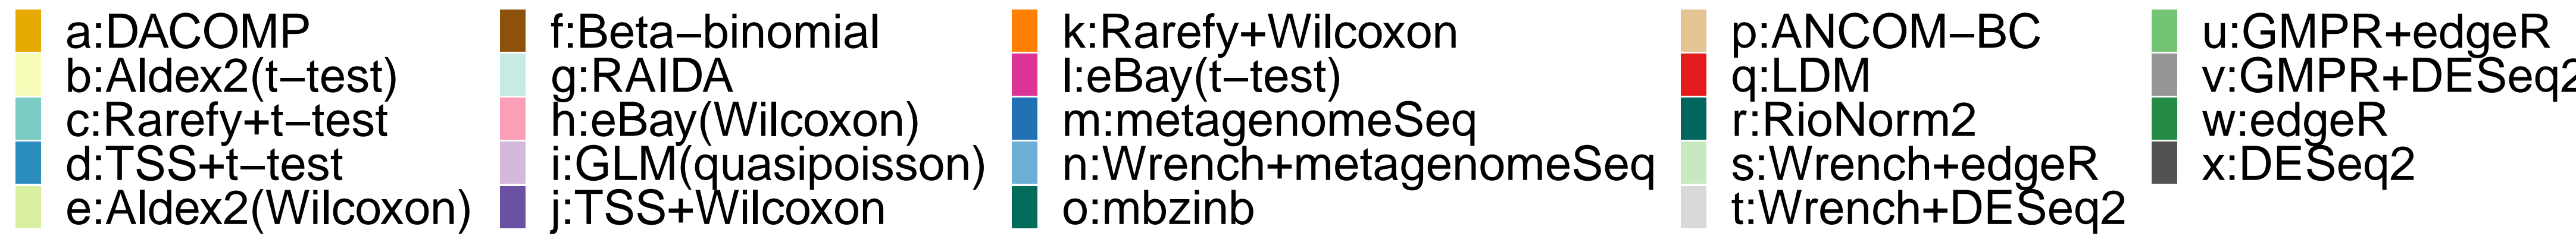 a:DACOMP
b:Aldex2(t−test)
c:Rarefy+t−test
d:TSS+t−test
e:Aldex2(Wilcoxon)
f:Beta−binomial
g:RAIDA
h:eBay(Wilcoxon)
i:GLM(quasipoisson)
j:TSS+Wilcoxon
k:Rarefy+Wilcoxon
l:eBay(t−test)
m:metagenomeSeq
n:Wrench+metagenomeSeq
o:mbzinb
p:ANCOM−BC
q:LDM
r:RioNorm2
s:Wrench+edgeR
t:Wrench+DESeq2
u:GMPR+edgeR
v:GMPR+DESeq2
w:edgeR
x:DESeq2